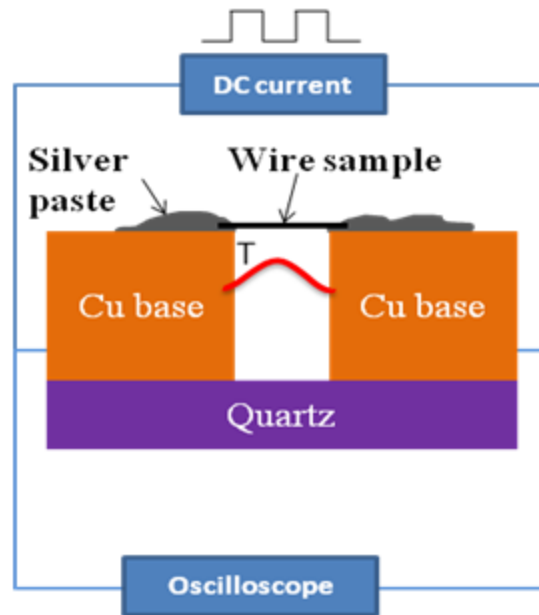 DC current
Silver
paste
Wire sample
T
Cu base
Cu base
Quartz
Oscilloscope